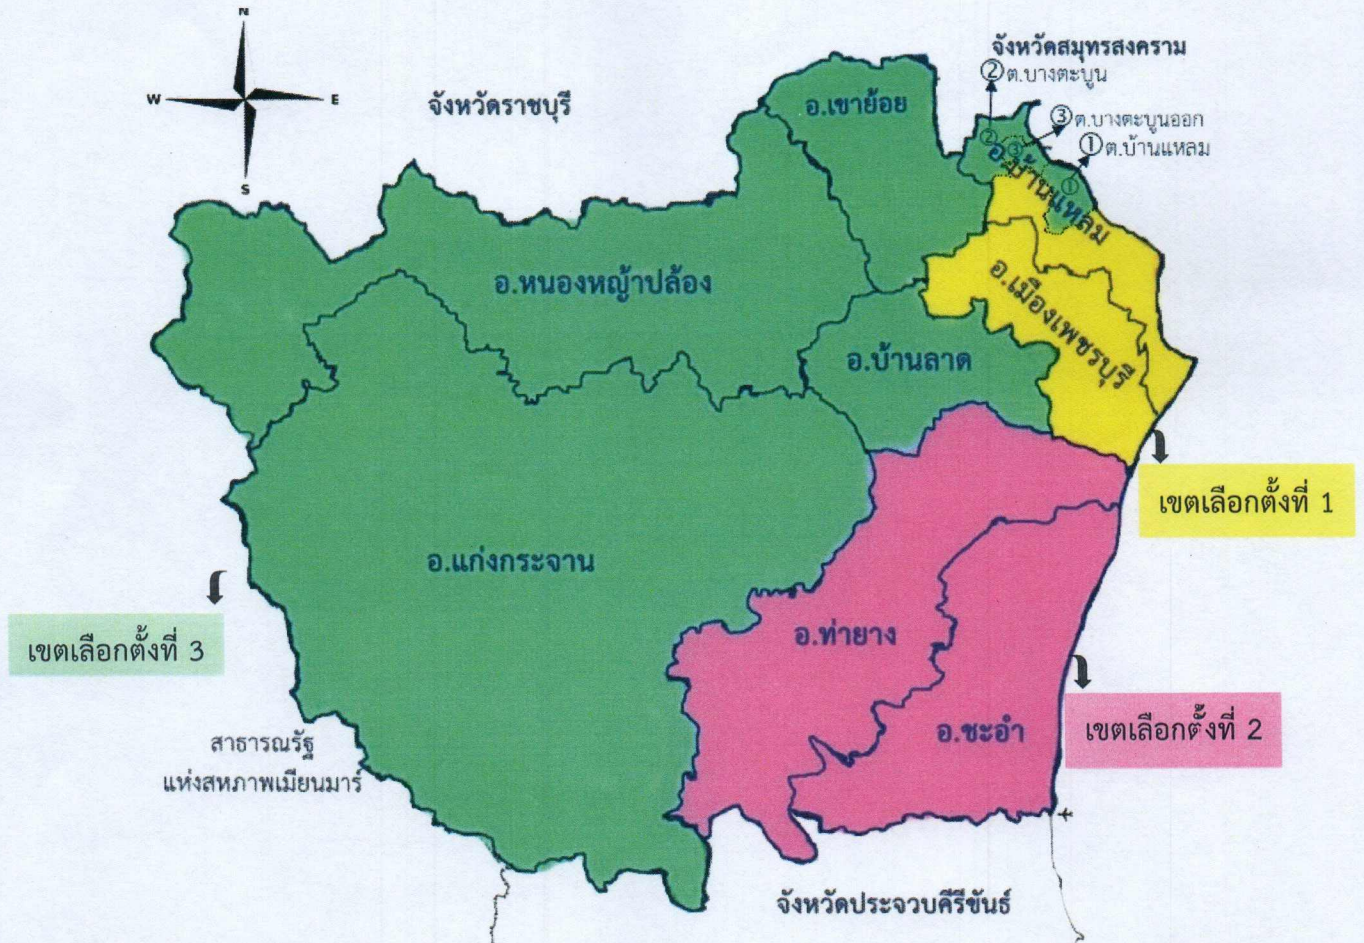 N
W
E
S
จังหวัดราชบุรี
จังหวัดสมุทรสงคราม
② ต.บางตะบูน
③ ต.บางตะบูนออก
① ต.บ้านแหลม
②
③
①
อ.เขาย้อย
อ.บ้านแหลม
อ.หนองหญ้าปล้อง
อ.เมืองเพชรบุรี
อ.บ้านลาด
เขตเลือกตั้งที่ 1
อ.แก่งกระจาน
เขตเลือกตั้งที่ 3
อ.ท่ายาง
อ.ชะอำ
เขตเลือกตั้งที่ 2
สาธารณรัฐ
แห่งสหภาพเมียนมาร์
จังหวัดประจวบคีรีขันธ์